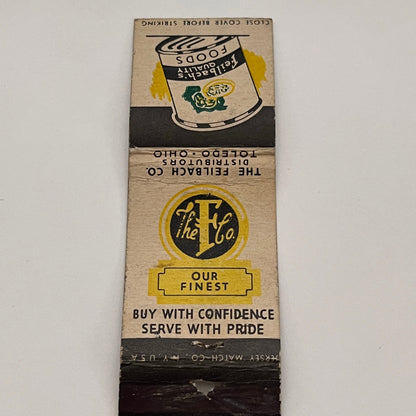 CLOSE COVER BEFORE STRIKING
Feilbach's
QUALITY
FOODS
THE FEILBACH CO.
DISTRIBUTORS
TOLEDO • OHIO
The F Co.
OUR
FINEST
BUY WITH CONFIDENCE
SERVE WITH PRIDE
JERSEY MATCH-CO. N.Y. U.S.A.